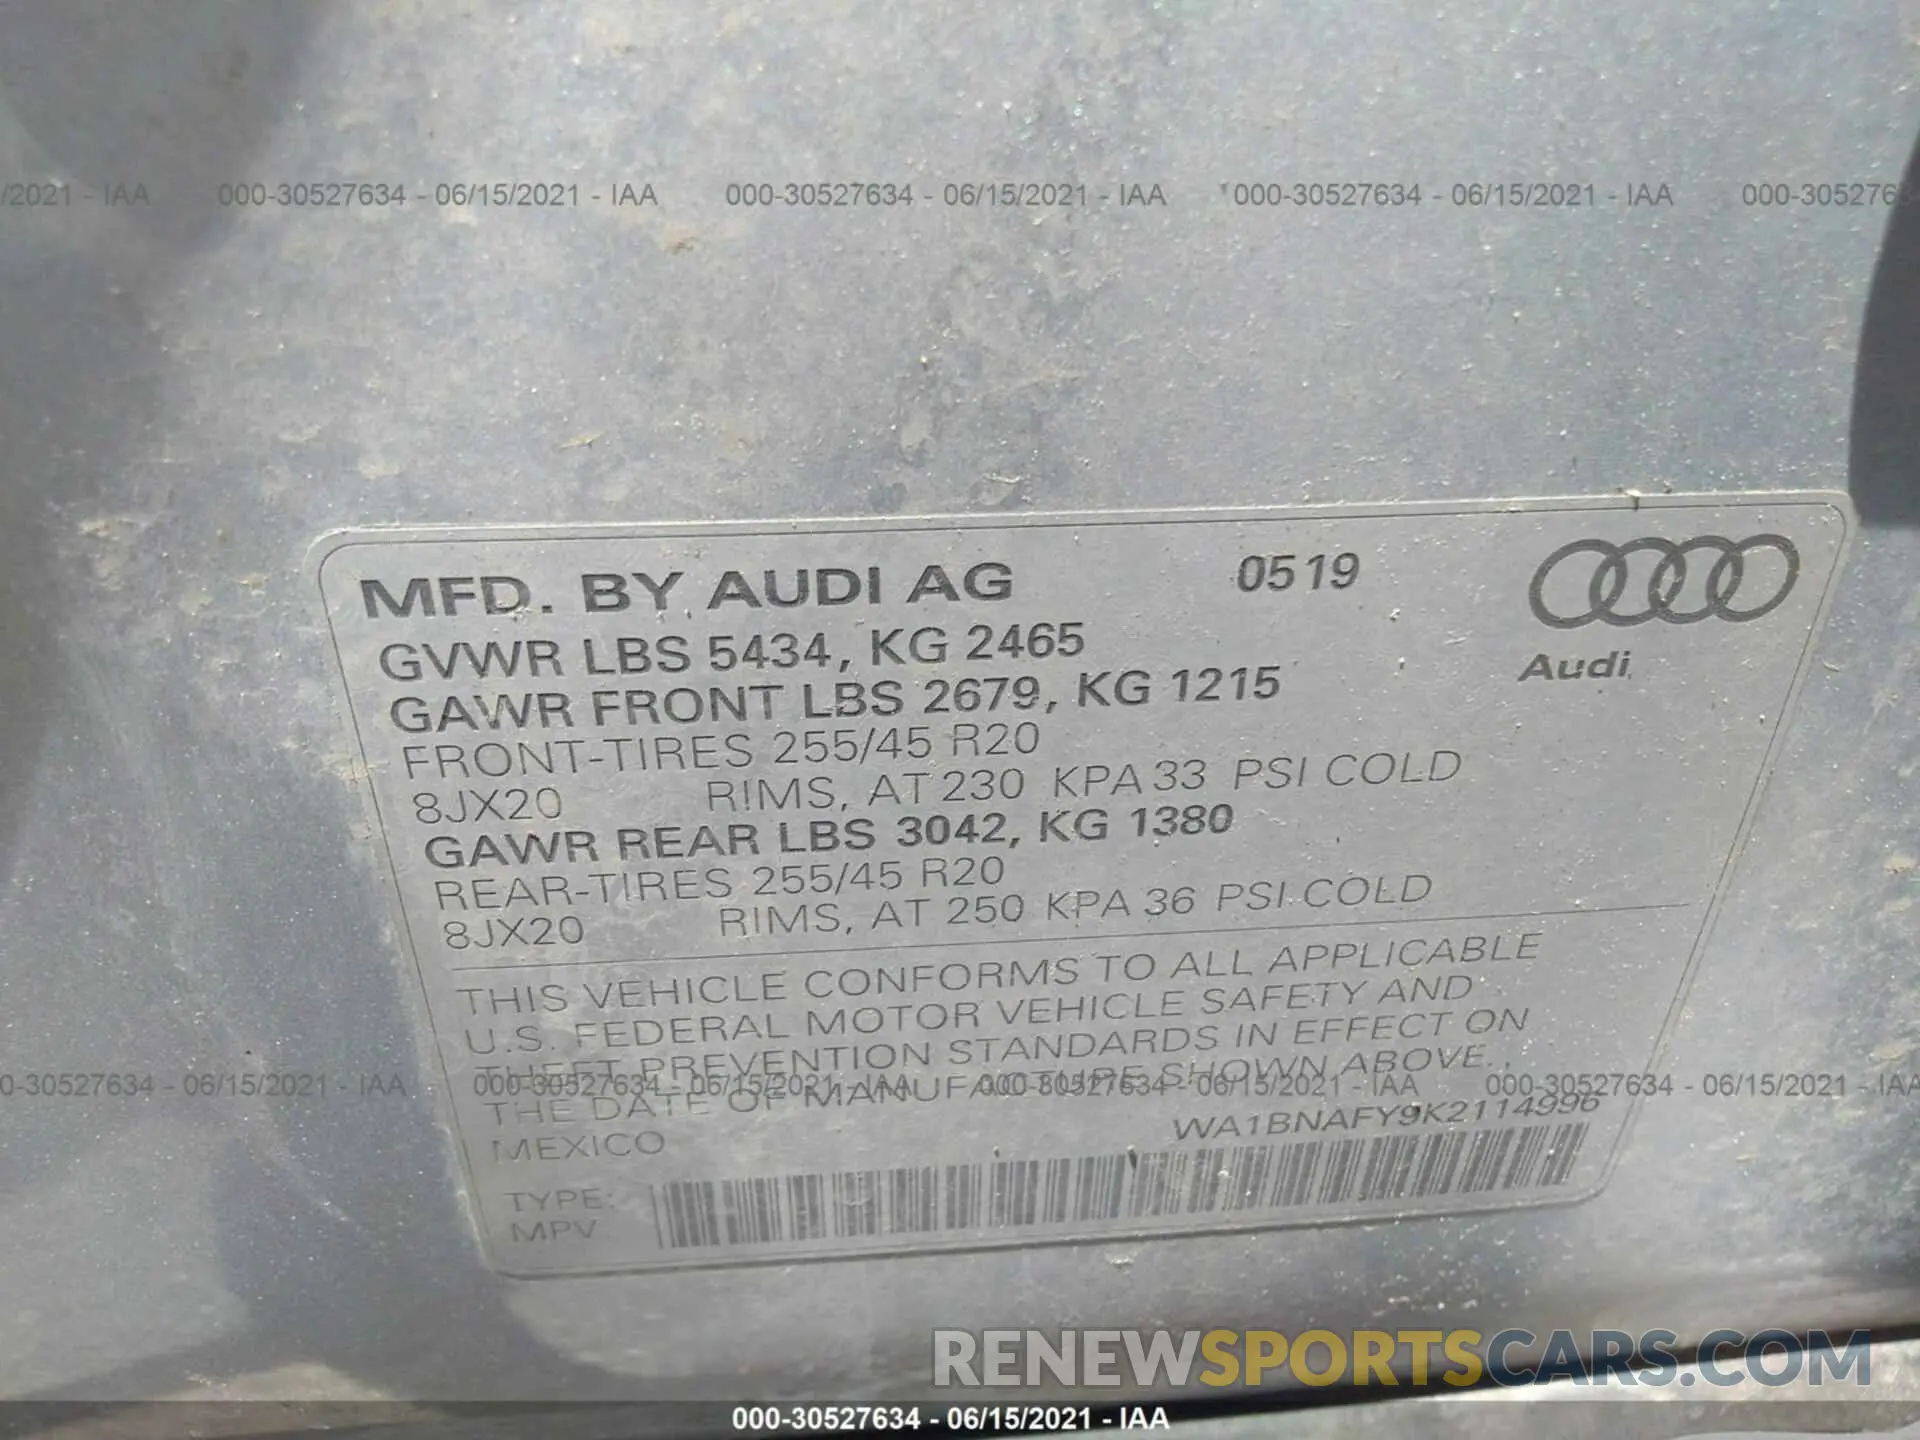 /2021 - IAA 000-30527634 - 06/15/2021 - IAA 000-30527634 - 06/15/2021 - IAA 000-30527634 - 06/15/2021 - IAA 000-305276
MFD. BY AUDI AG 0519
GVWR LBS 5434, KG 2465
Audi
GAWR FRONT LBS 2679, KG 1215
FRONT-TIRES 255/45 R20
8JX20 RIMS, AT 230 KPA 33 PSI COLD
GAWR REAR LBS 3042, KG 1380
REAR-TIRES 255/45 R20
8JX20 RIMS, AT 250 KPA 36 PSI COLD
THIS VEHICLE CONFORMS TO ALL APPLICABLE
U.S. FEDERAL MOTOR VEHICLE SAFETY AND
THEFT PREVENTION STANDARDS IN EFFECT ON
0-30527634 - 06/15/2021 - IAA 000-30527634 - 06/15/2021 - IAA 000-30527634 - 06/15/2021 - IAA 000-30527634 - 06/15/2021 - IAA
THE DATE OF MANUFACTURE SHOWN ABOVE.
MEXICO WA1BNAFY9K2114996
TYPE:
MPV
RENEWSPORTSCARS.COM
000-30527634 - 06/15/2021 - IAA